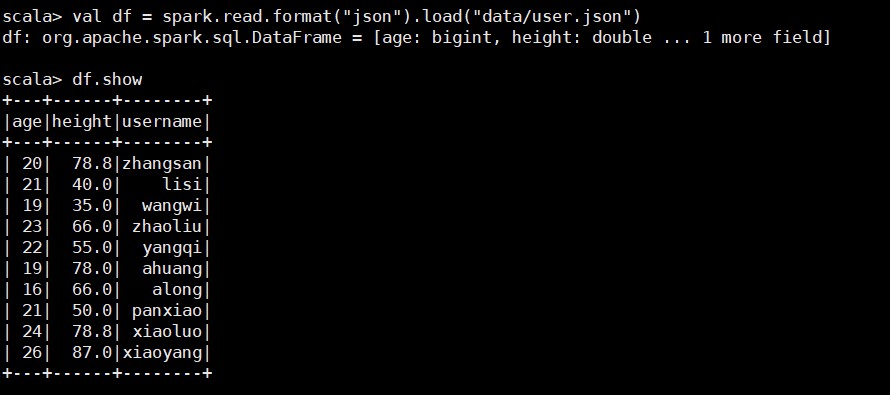 scala> val df = spark.read.format("json").load("data/user.json")
df: org.apache.spark.sql.DataFrame = [age: bigint, height: double ... 1 more field]

scala> df.show
+---+------+--------+
|age|height|username|
+---+------+--------+
| 20|  78.8|zhangsan|
| 21|  40.0|    lisi|
| 19|  35.0|  wangwi|
| 23|  66.0| zhaoliu|
| 22|  55.0|  yangqi|
| 19|  78.0|  ahuang|
| 16|  66.0|   along|
| 21|  50.0| panxiao|
| 24|  78.8| xiaoluo|
| 26|  87.0|xiaoyang|
+---+------+--------+